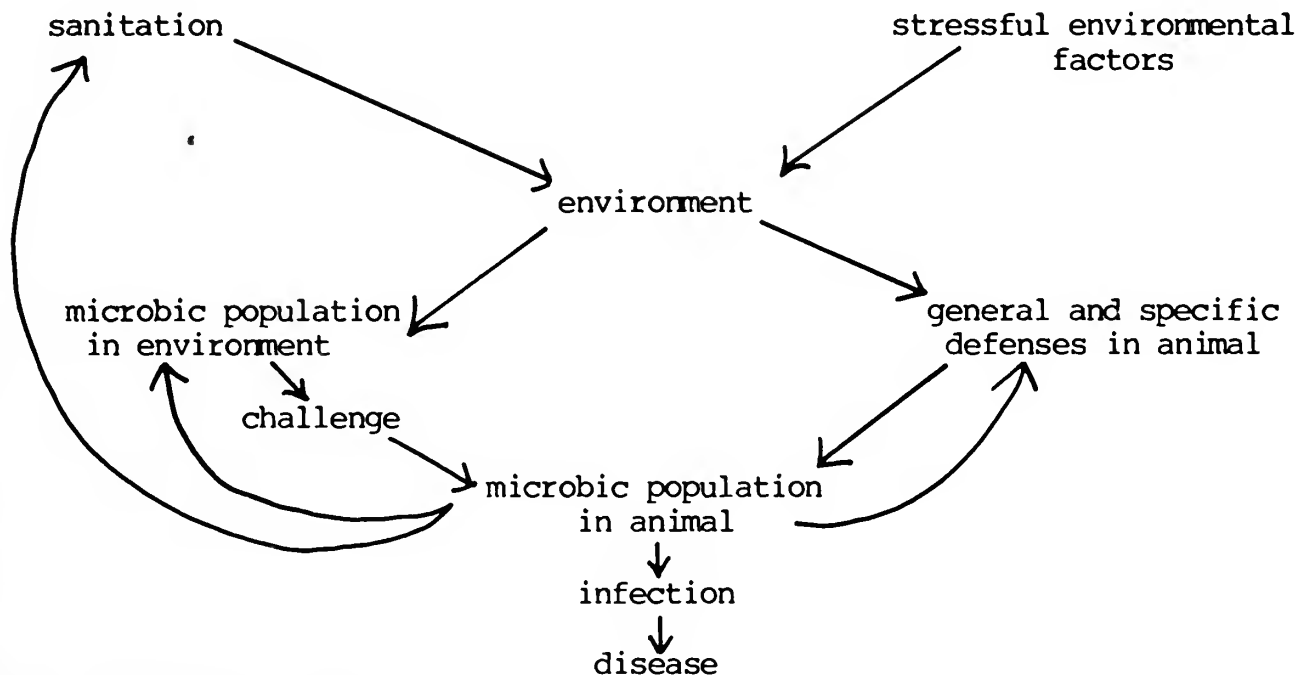 sanitation
stressful environmental
factors
environment
microbic population
in environment
general and specific
defenses in animal
challenge
microbic population
in animal
infection
disease